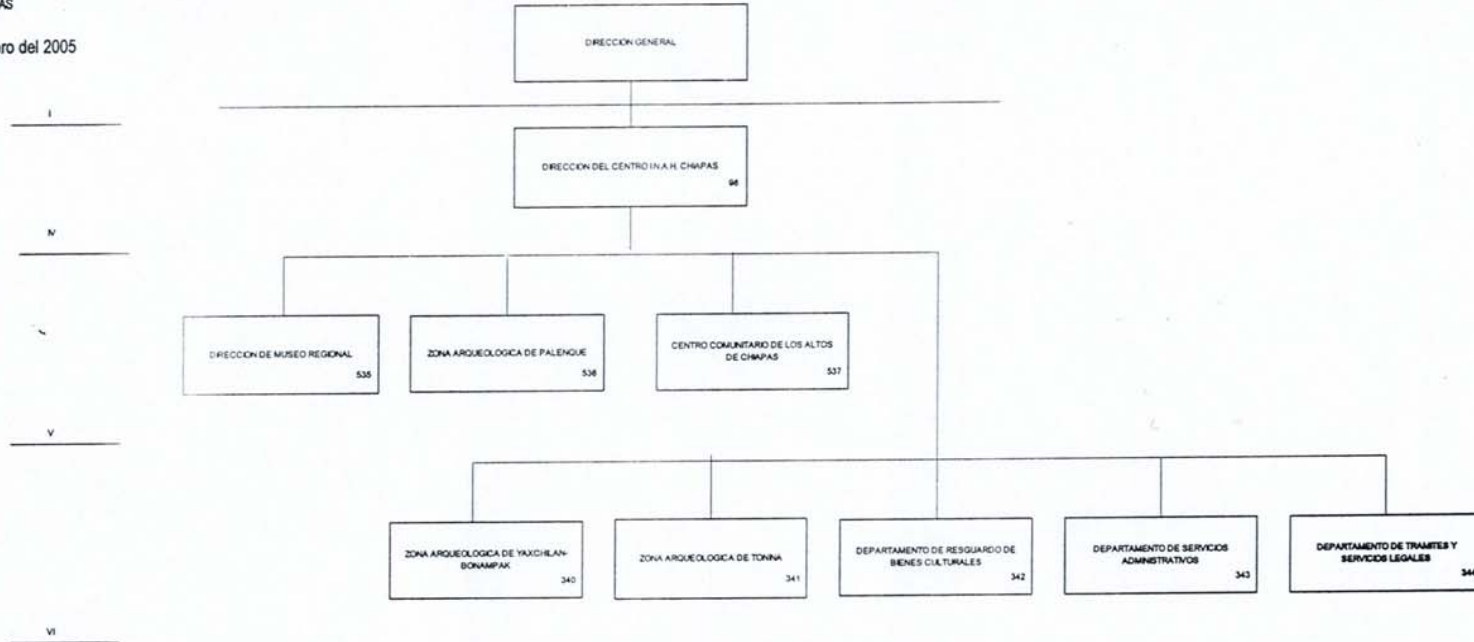 AS
ro del 2005
DIRECCION GENERAL
I
DIRECCION DEL CENTRO I.N.A.H. CHIAPAS
96
IV
DIRECCION DE MUSEO REGIONAL
535
ZONA ARQUEOLOGICA DE PALENQUE
536
CENTRO COMUNITARIO DE LOS ALTOS
DE CHIAPAS
537
V
ZONA ARQUEOLOGICA DE YAXCHILAN-
BONAMPAK
340
ZONA ARQUEOLOGICA DE TONINA
341
DEPARTAMENTO DE RESGUARDO DE
BIENES CULTURALES
342
DEPARTAMENTO DE SERVICIOS
ADMINISTRATIVOS
343
DEPARTAMENTO DE TRAMITES Y
SERVICIOS LEGALES
344
VI